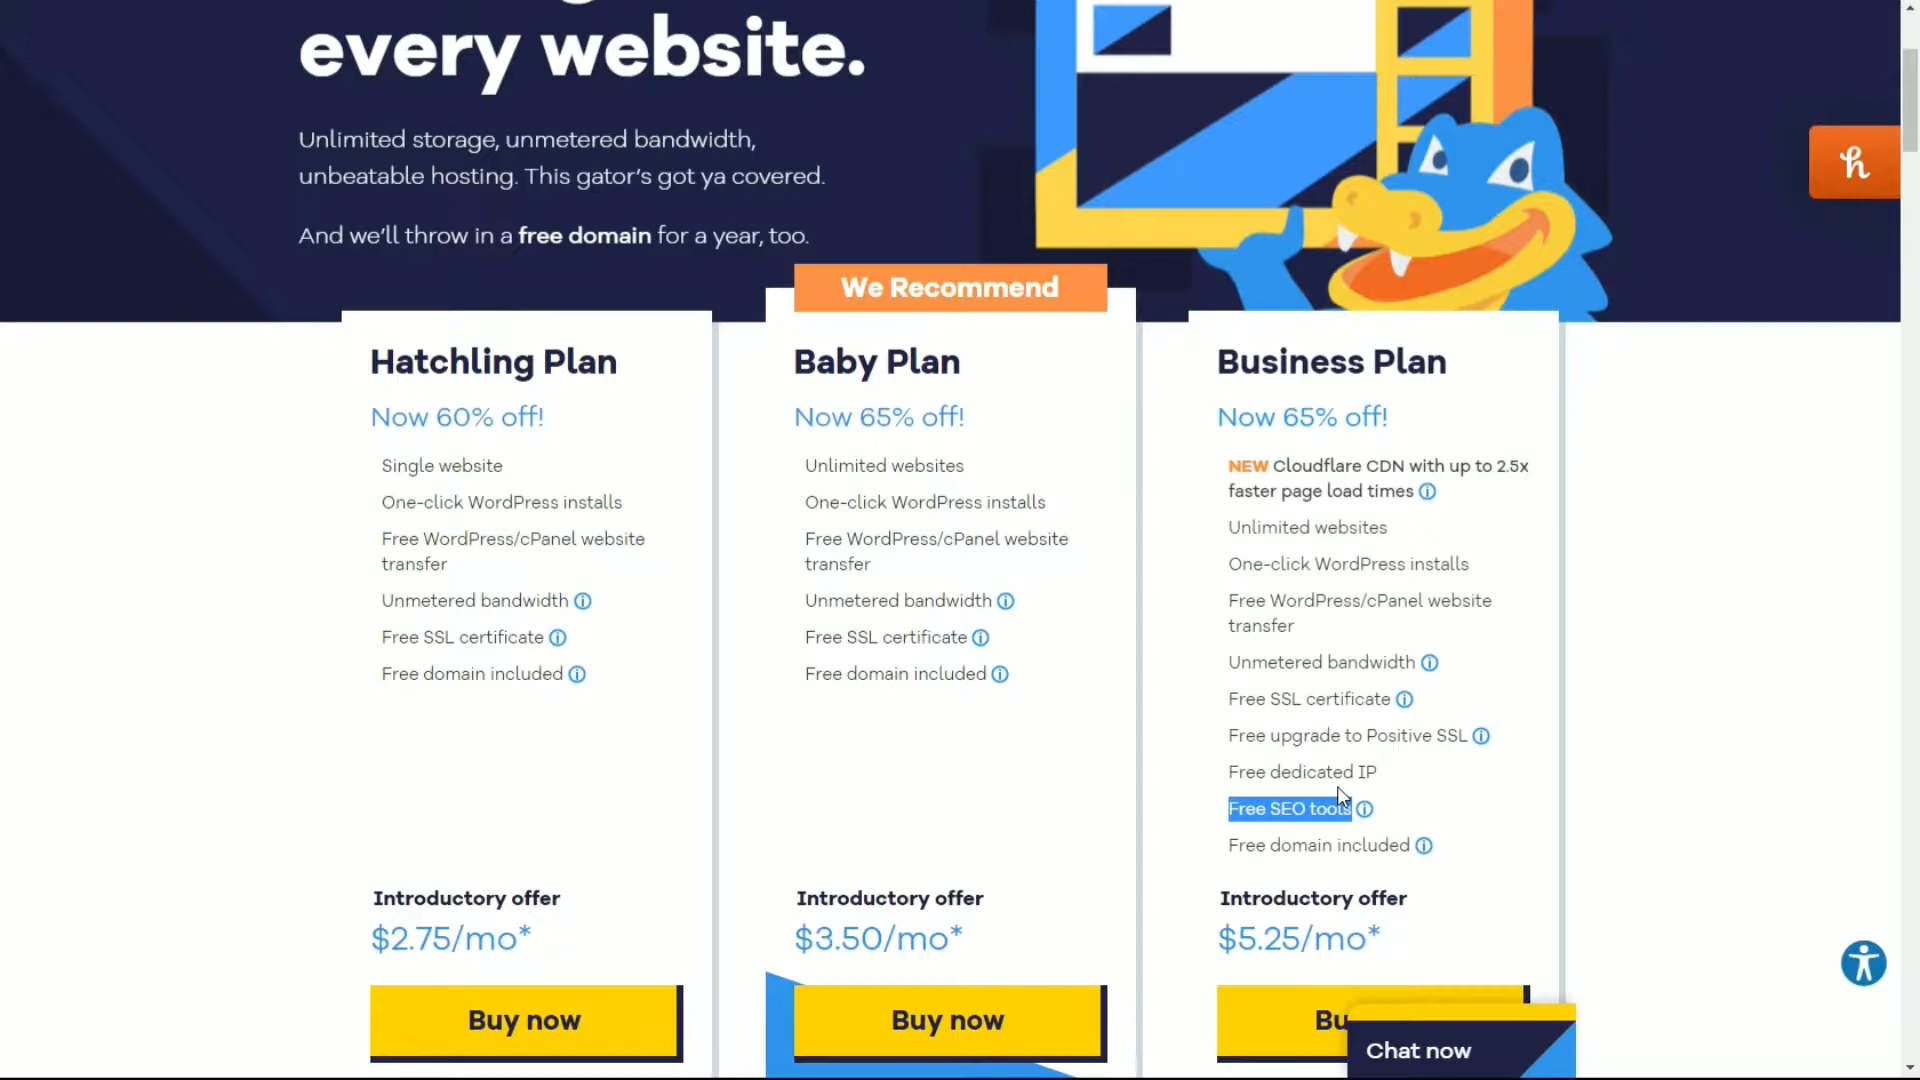 every website.
Unlimited storage, unmetered bandwidth,
unbeatable hosting. This gator's got ya covered.
And we'll throw in a free domain for a year, too.
We Recommend
Hatchling Plan
Now 60% off!
Single website
One-click WordPress installs
Free WordPress/cPanel website
transfer
Unmetered bandwidth
Free SSL certificate
Free domain included
Introductory offer
$2.75/mo*
Buy now
Baby Plan
Now 65% off!
Unlimited websites
One-click WordPress installs
Free WordPress/cPanel website
transfer
Unmetered bandwidth
Free SSL certificate
Free domain included
Introductory offer
$3.50/mo*
Buy now
Business Plan
Now 65% off!
NEW Cloudflare CDN with up to 2.5x
faster page load times
Unlimited websites
One-click WordPress installs
Free WordPress/cPanel website
transfer
Unmetered bandwidth
Free SSL certificate
Free upgrade to Positive SSL
Free dedicated IP
Free SEO tools
Free domain included
Introductory offer
$5.25/mo*
Bu
Chat now
h